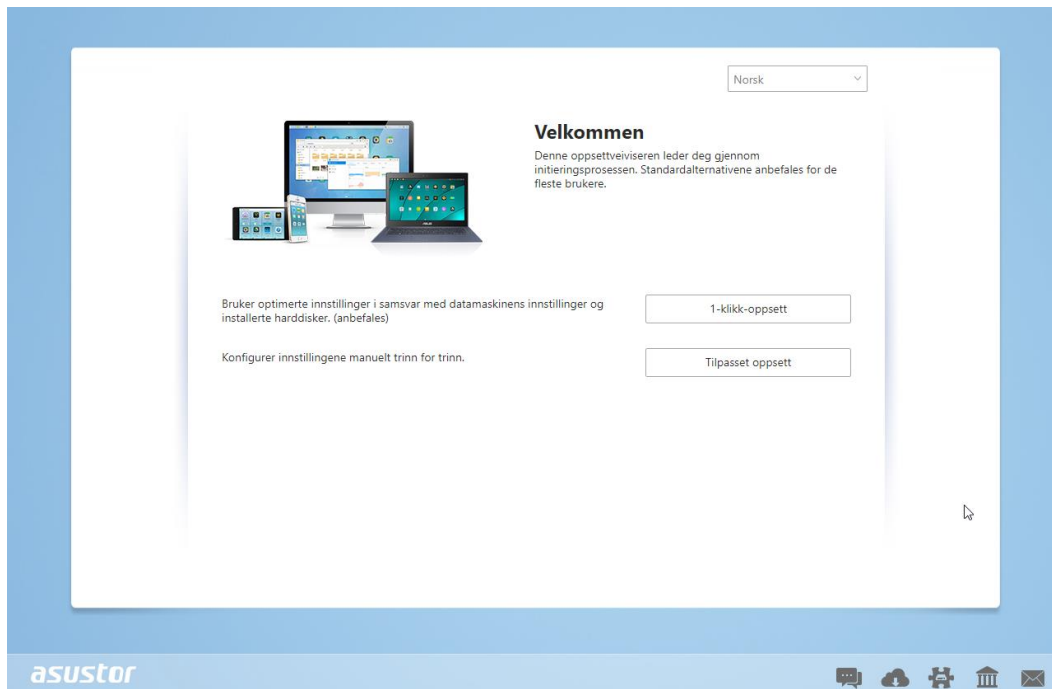 Norsk
Velkommen
Denne oppsettveiviseren leder deg gjennom
initieringsprosessen. Standardalternativene anbefales for de
fleste brukere.
Bruker optimerte innstillinger i samsvar med datamaskinens innstillinger og
installerte harddisker. (anbefales)
1-klikk-oppsett
Konfigurer innstillingene manuelt trinn for trinn.
Tilpasset oppsett
asustor